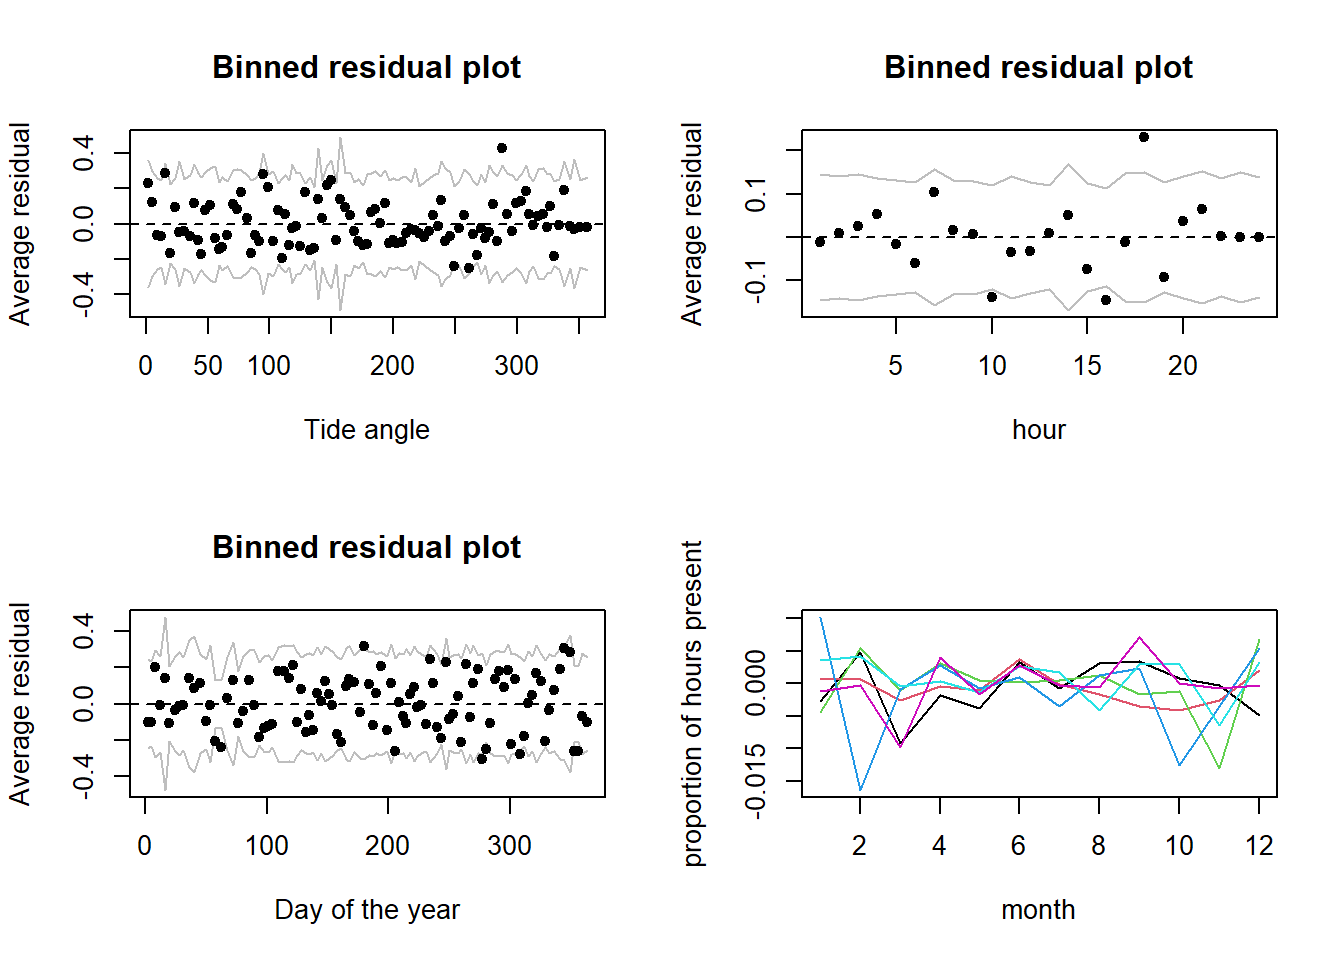 Binned residual plot
Average residual
0.4
0.0
-0.4
0 50 100 200 300
Tide angle
Binned residual plot
Average residual
0.1
-0.1
5 10 15 20
hour
Binned residual plot
Average residual
0.4
0.0
-0.4
0 100 200 300
Day of the year
proportion of hours present
0.000
-0.015
2 4 6 8 10 12
month